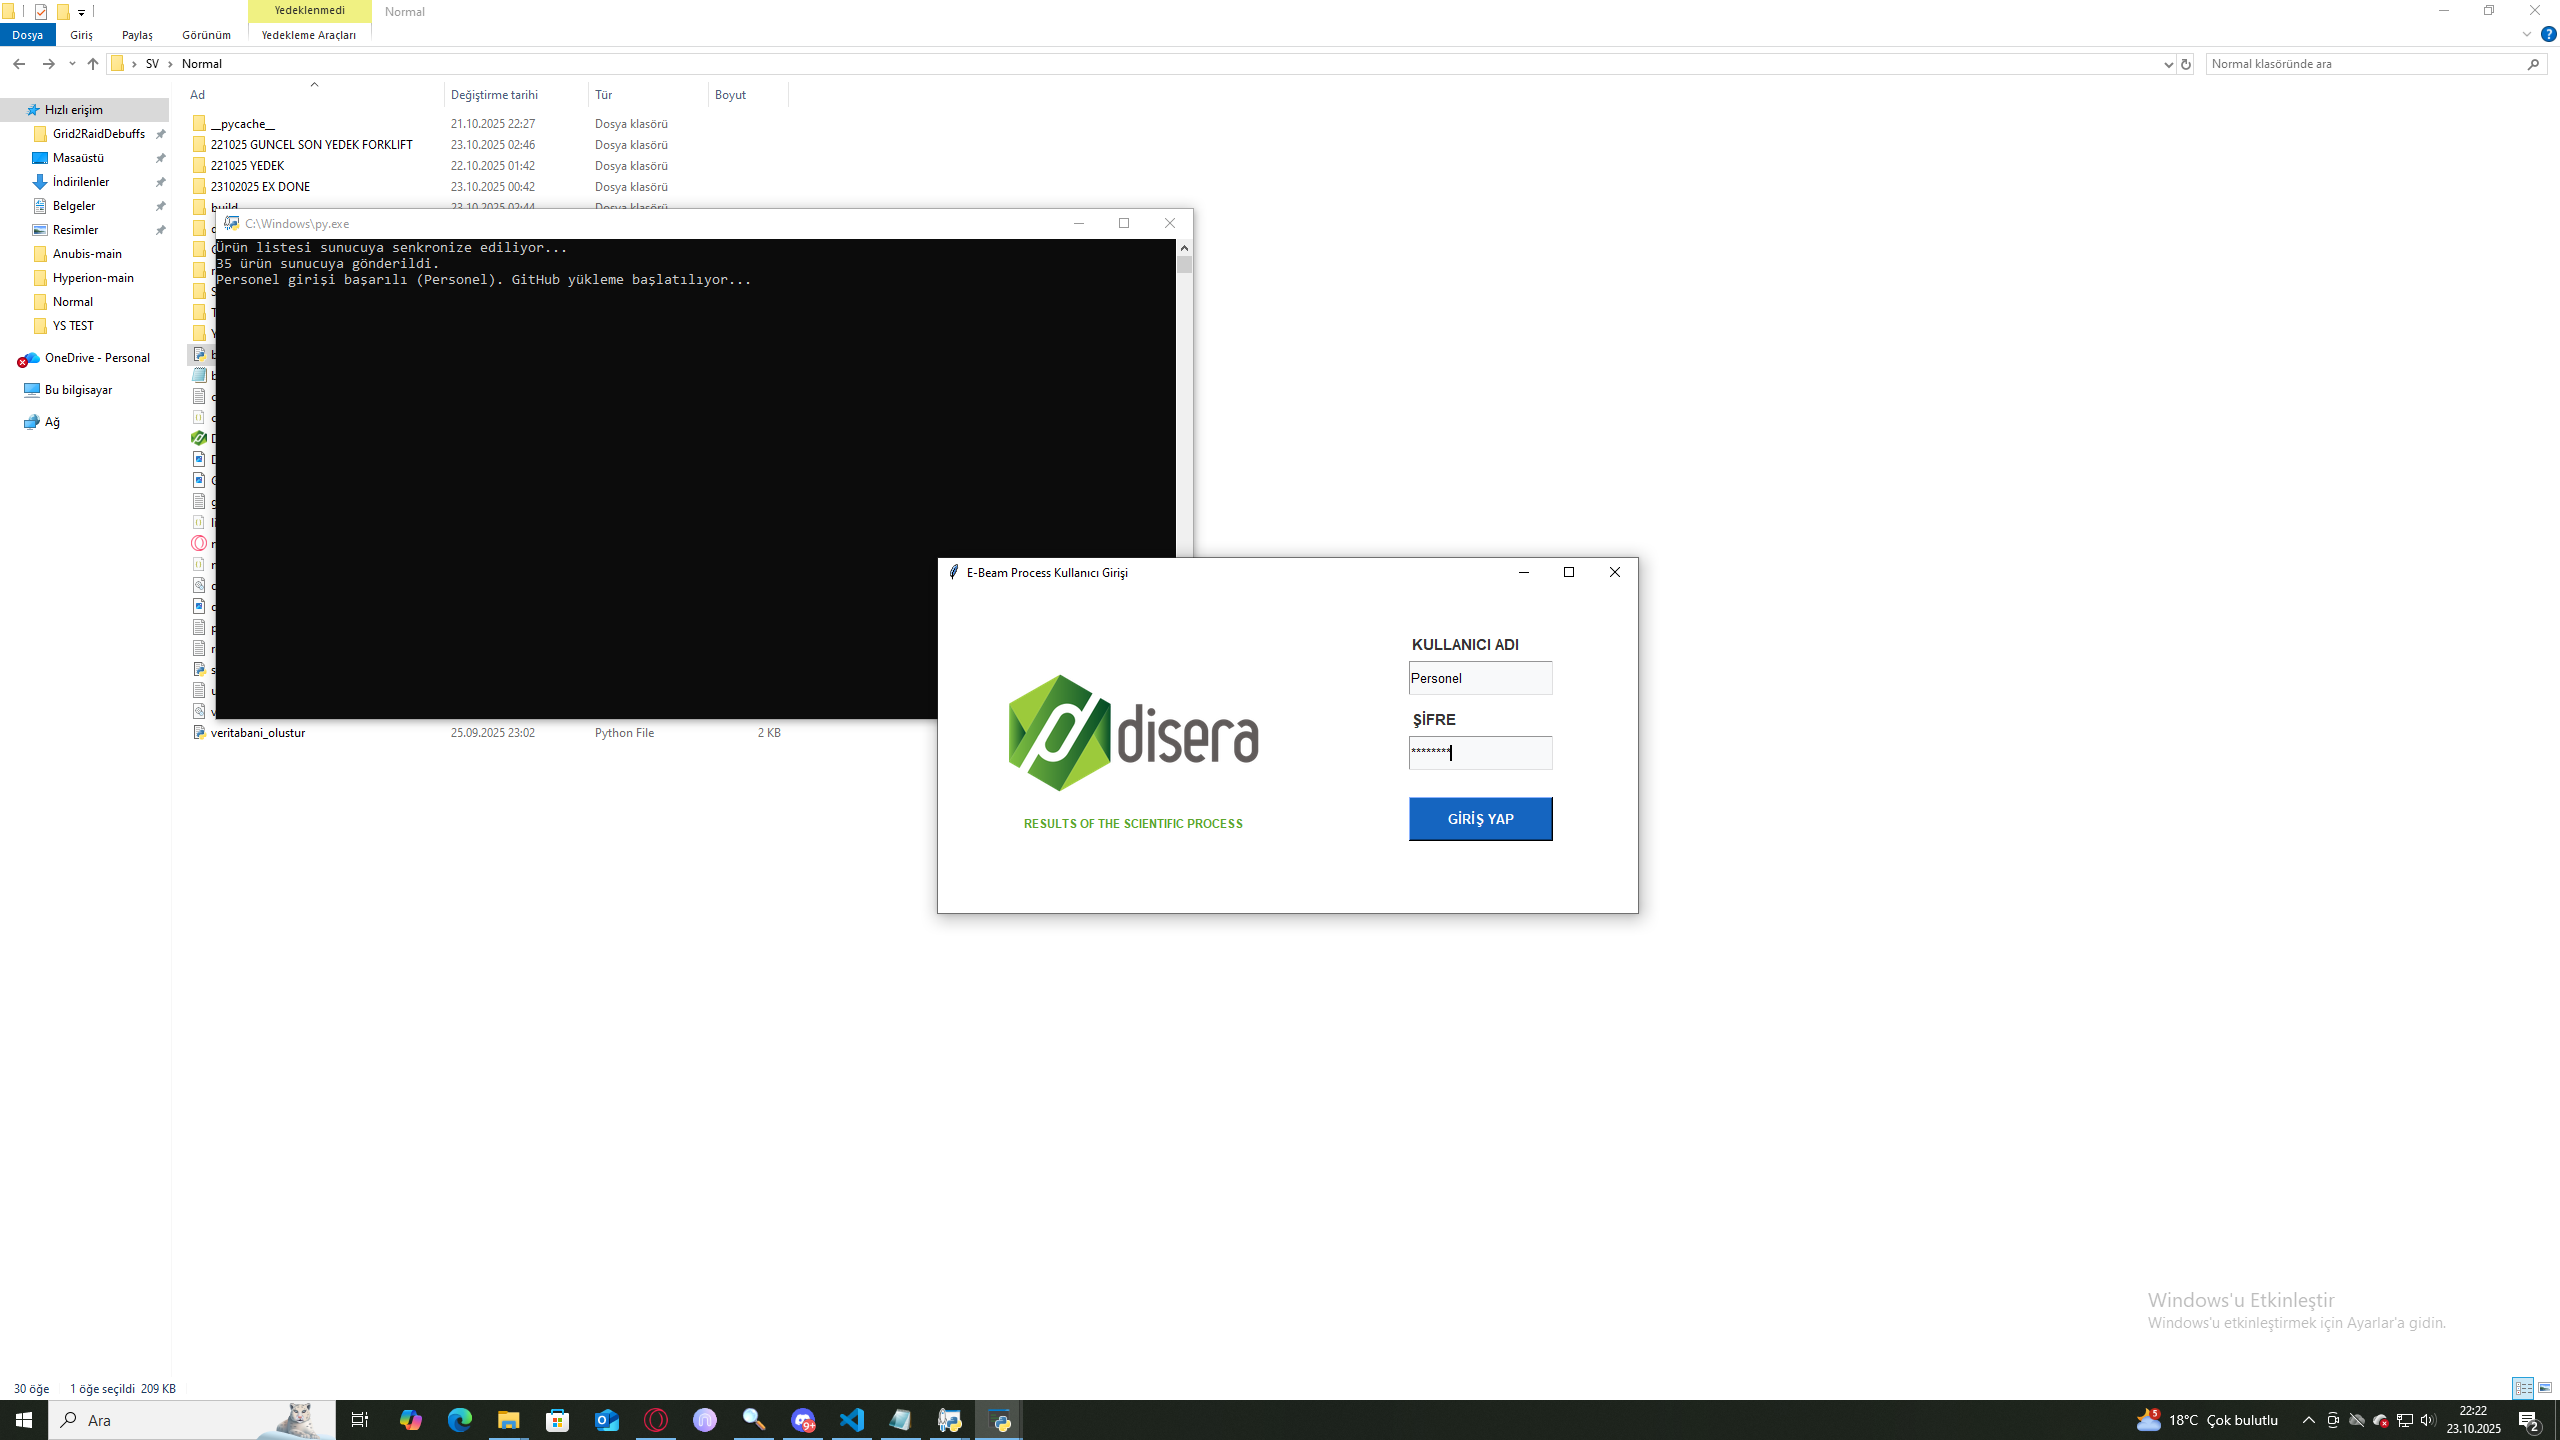 Yedeklenmedi
Normal
Dosya
Giriş
Paylaş
Görünüm
Yedekleme Araçları
SV
Normal
Normal klasöründe ara
Ad
Değiştirme tarihi
Tür
Boyut
Hızlı erişim
Grid2RaidDebuffs
Masaüstü
İndirilenler
Belgeler
Resimler
Anubis-main
Hyperion-main
Normal
YS TEST
OneDrive - Personal
Bu bilgisayar
Ağ
__pycache__ 21.10.2025 22:27 Dosya klasörü
221025 GUNCEL SON YEDEK FORKLIFT 23.10.2025 02:46 Dosya klasörü
221025 YEDEK 22.10.2025 01:42 Dosya klasörü
23102025 EX DONE 23.10.2025 00:42 Dosya klasörü
build 23.10.2025 02:44 Dosya klasörü
C:\Windows\py.exe
Ürün listesi sunucuya senkronize ediliyor...
35 ürün sunucuya gönderildi.
Personel girişi başarılı (Personel). GitHub yükleme başlatılıyor...
veritabani_olustur 25.09.2025 23:02 Python File 2 KB
E-Beam Process Kullanıcı Girişi
disera
RESULTS OF THE SCIENTIFIC PROCESS
KULLANICI ADI
Personel
ŞİFRE
********
GİRİŞ YAP
Windows'u Etkinleştir
Windows'u etkinleştirmek için Ayarlar'a gidin.
30 öğe 1 öğe seçildi 209 KB
Ara
9+
5
18°C Çok bulutlu
22:22
23.10.2025
2